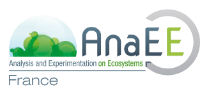 AnaEE
Analysis and Experimentation on Ecosystems
France